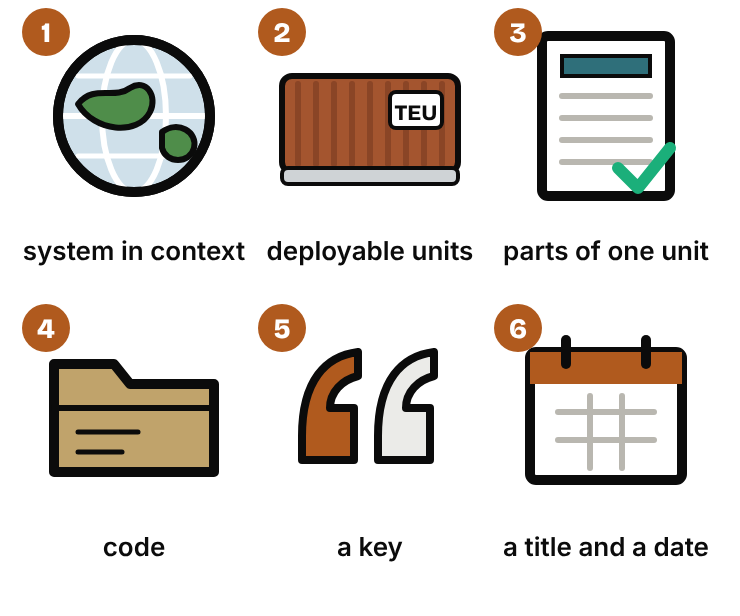 1
2
3
TEU
system in context
deployable units
parts of one unit
4
5
6
code
a key
a title and a date